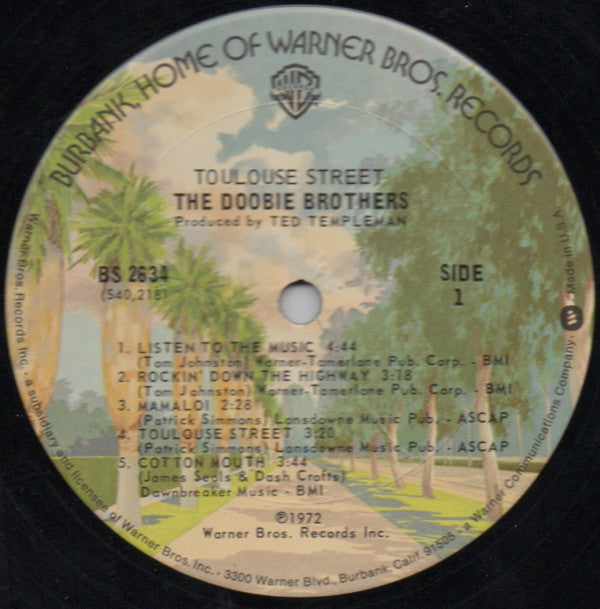 BURBANK, HOME OF WARNER BROS. RECORDS
TOULOUSE STREET
THE DOOBIE BROTHERS
Produced by TED TEMPLEMAN
BS 2634
(S40,218)
SIDE
1
1. LISTEN TO THE MUSIC 4:44
(Tom Johnston) Warner-Tamerlane Pub. Corp. - BMI
2. ROCKIN' DOWN THE HIGHWAY 3:18
(Tom Johnston) Warner-Tamerlane Pub. Corp. - BMI
3. MAMALOI 2:28
(Patrick Simmons) Lansdowne Music Pub. - ASCAP
4. TOULOUSE STREET 3:20
(Patrick Simmons) Lansdowne Music Pub. - ASCAP
5. COTTON MOUTH 3:44
(James Seals & Dash Crofts)
Dawnbreaker Music - BMI
℗1972
Warner Bros. Records Inc.
Warner Bros. Records Inc. - a subsidiary and licensee of Warner Bros. Inc. - 3300 Warner Blvd., Burbank, Calif. 91505 - a Warner Communications Company · Made in U.S.A.